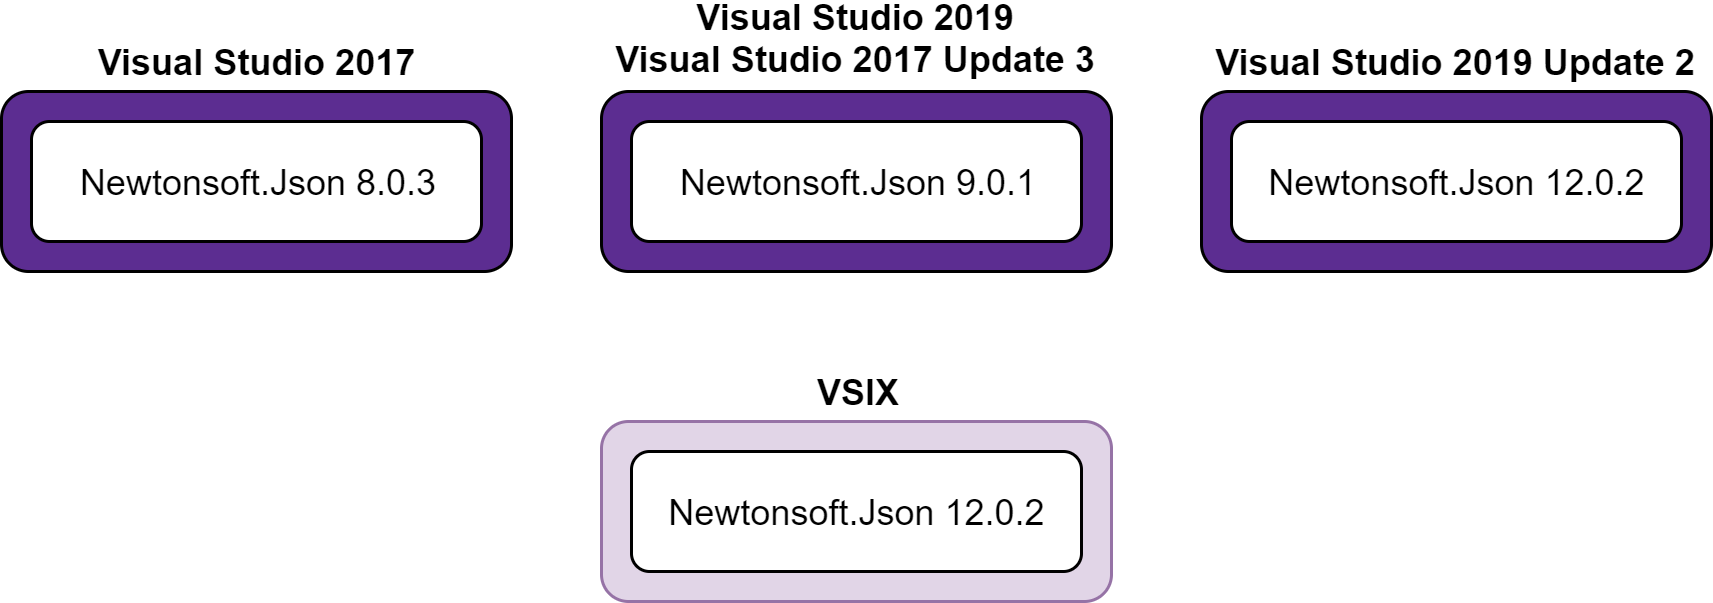 Visual Studio 2017
Newtonsoft.Json 8.0.3
Visual Studio 2019
Visual Studio 2017 Update 3
Newtonsoft.Json 9.0.1
Visual Studio 2019 Update 2
Newtonsoft.Json 12.0.2
VSIX
Newtonsoft.Json 12.0.2